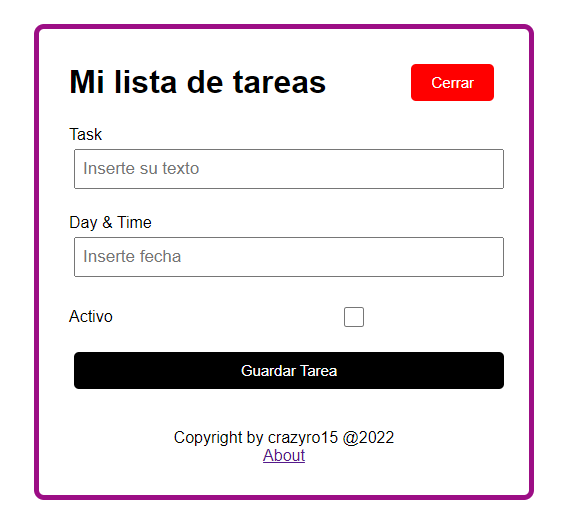 Mi lista de tareas
Cerrar
Task
Inserte su texto
Day & Time
Inserte fecha
Activo
Guardar Tarea
Copyright by crazyro15 @2022
About